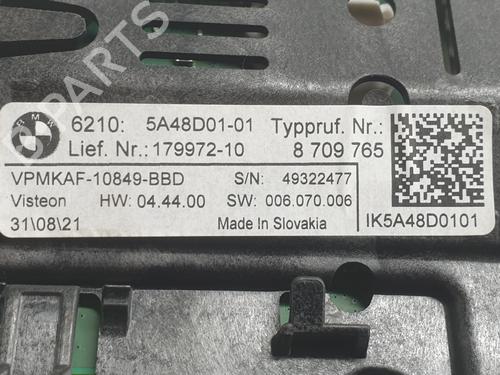 B PARTS
BMW
6210: 5A48D01-01 Typpruf. Nr.:
Lief. Nr.:179972-10 8 709 765
VPMKAF-10849-BBD S/N: 49322477
Visteon HW: 04.44.00 SW: 006.070.006
31\08\21 Made In Slovakia IK5A48D0101